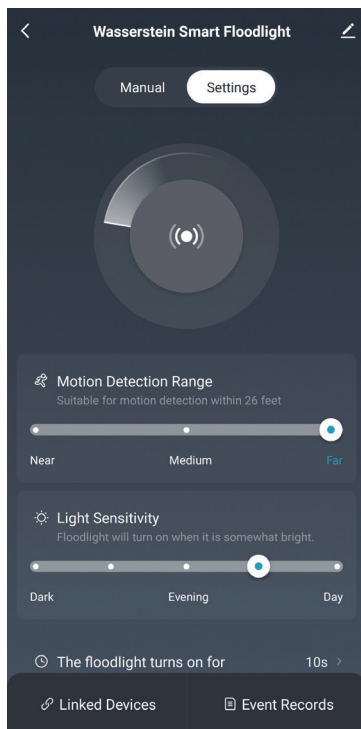 Wasserstein Smart Floodlight
Manual Settings
Motion Detection Range
Suitable for motion detection within 26 feet
Near Medium Far
Light Sensitivity
Floodlight will turn on when it is somewhat bright.
Dark Evening Day
The floodlight turns on for 10s
Linked Devices Event Records